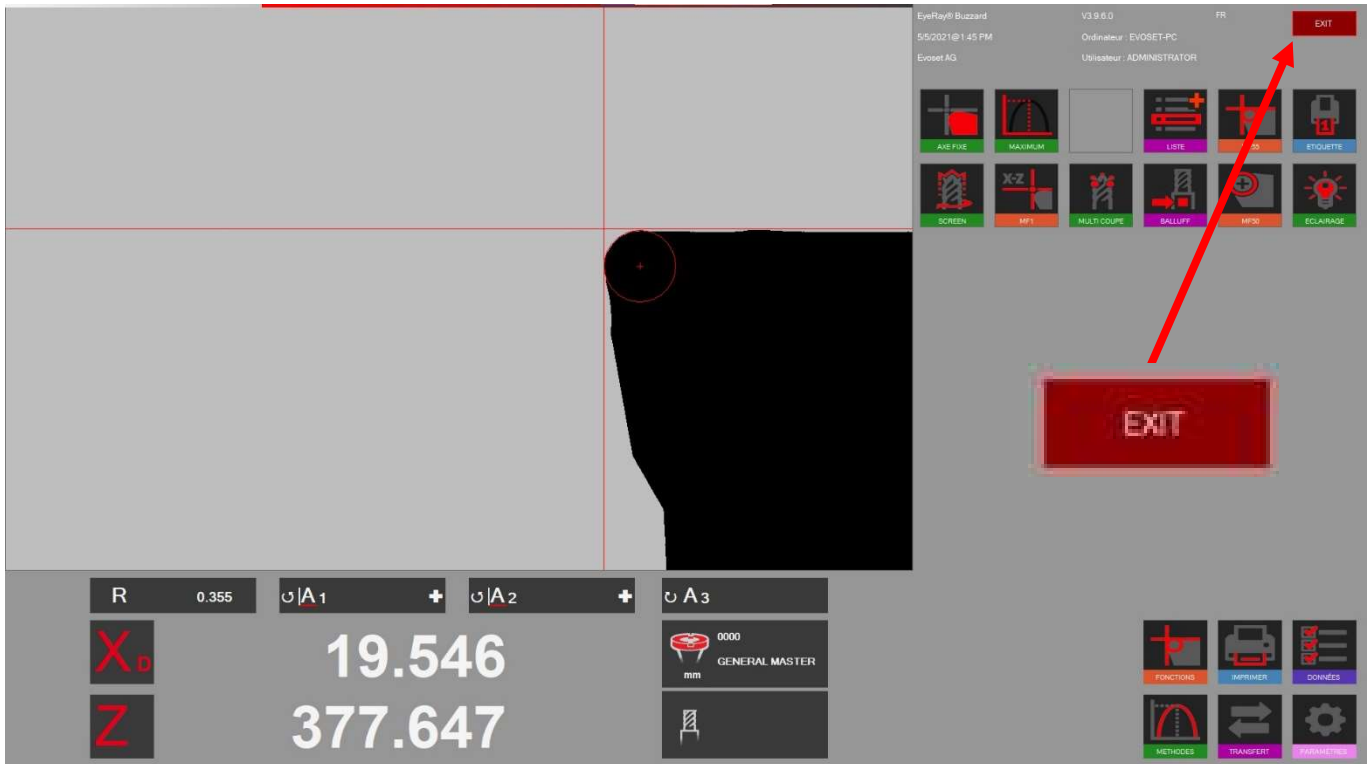 EyeRay® Buzzard V3.9.6.0 FR EXIT
5/5/2021@1:45 PM Ordinateur : EVOSET-PC
Evoset AG Utilisateur : ADMINISTRATOR
AXE FIXE MAXIMUM LISTE ETIQUETTE
1
X-Z
SCREEN MF1 MULTI COUPE BALLUFF MF50 ECLAIRAGE
EXIT
R 0.355 A1 A2 A3
XD 19.546
0000
GENERAL MASTER
mm
Z 377.647
FONCTIONS IMPRIMER DONNÉES
METHODES TRANSFERT PARAMÈTRES